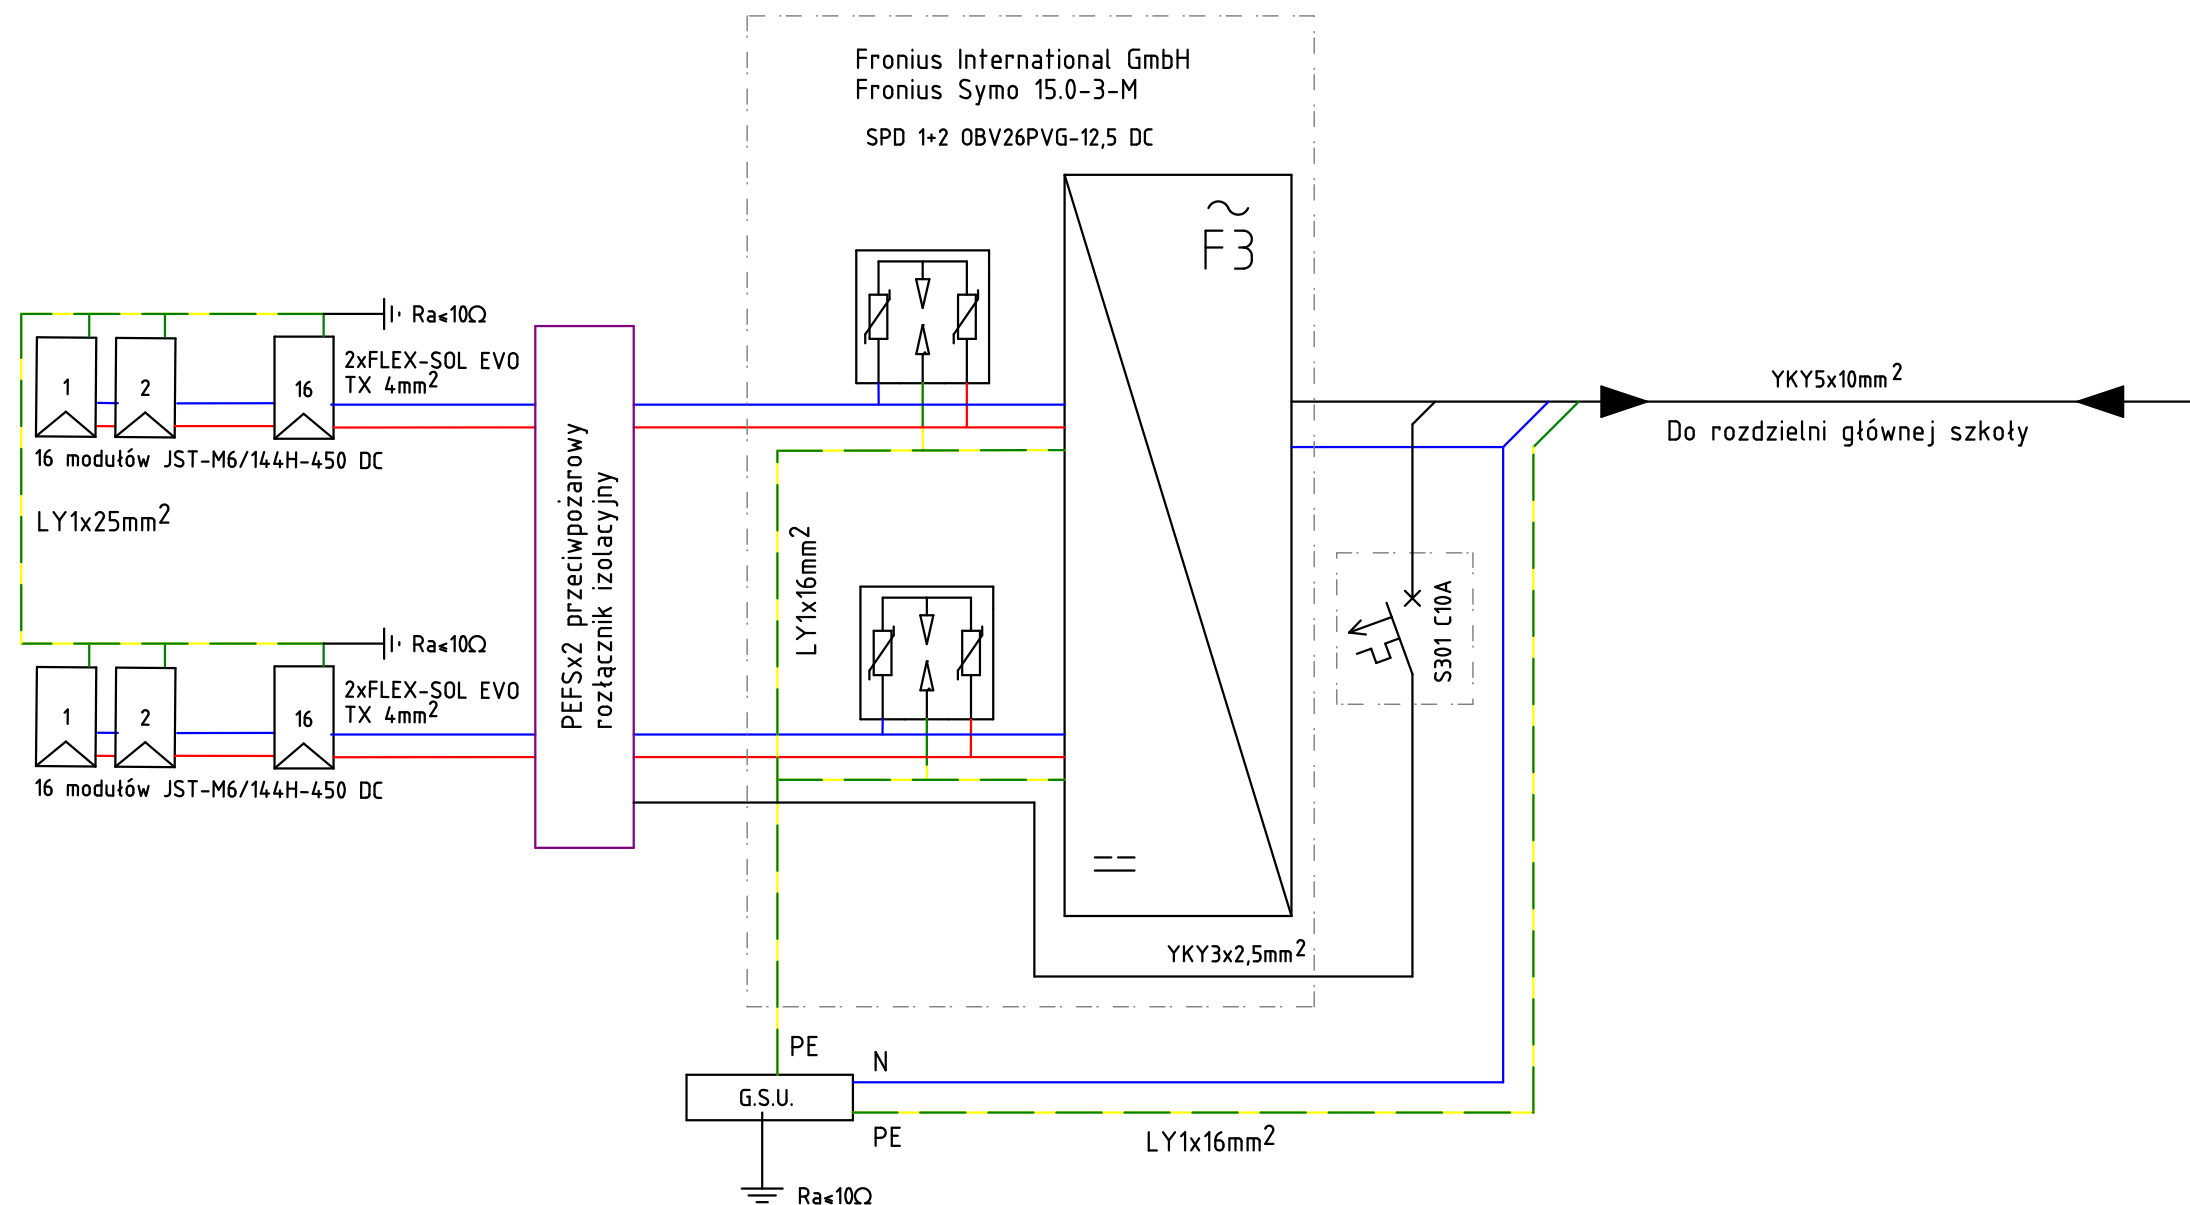 Fronius International GmbH
Fronius Symo 15.0-3-M
SPD 1+2 OBV26PVG-12,5 DC
~
F3
Ra≤10Ω
1
2
16
2xFLEX-SOL EVO
TX 4mm²
16 modułów JST-M6/144H-450 DC
LY1x25mm²
PEFSx2 przeciwpożarowy
rozłącznik izolacyjny
LY1x16mm²
YKY5x10mm²
Do rozdzielni głównej szkoły
S301 C10A
Ra≤10Ω
1
2
16
2xFLEX-SOL EVO
TX 4mm²
16 modułów JST-M6/144H-450 DC
YKY3x2,5mm²
PE
N
G.S.U.
PE
LY1x16mm²
Ra≤10Ω